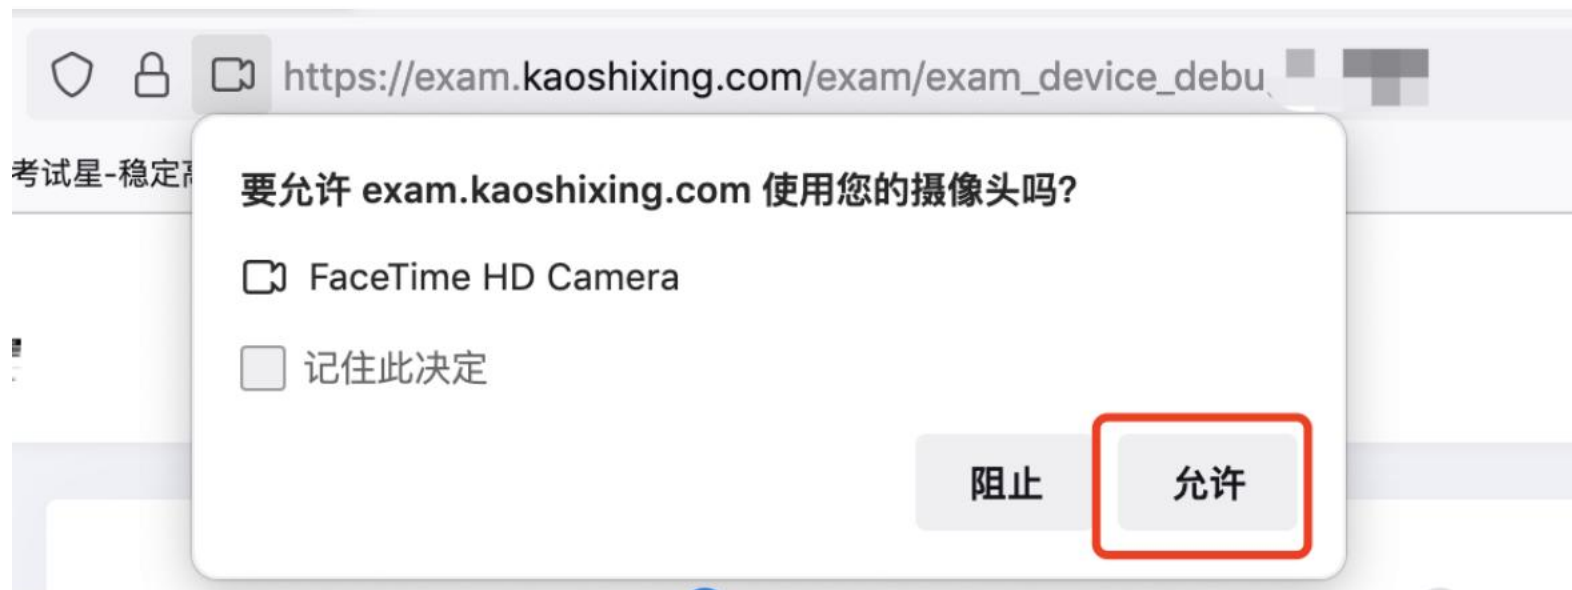 https://exam.kaoshixing.com/exam/exam_device_debu
考试星-稳定
要允许 exam.kaoshixing.com 使用您的摄像头吗?
FaceTime HD Camera
记住此决定
阻止 允许